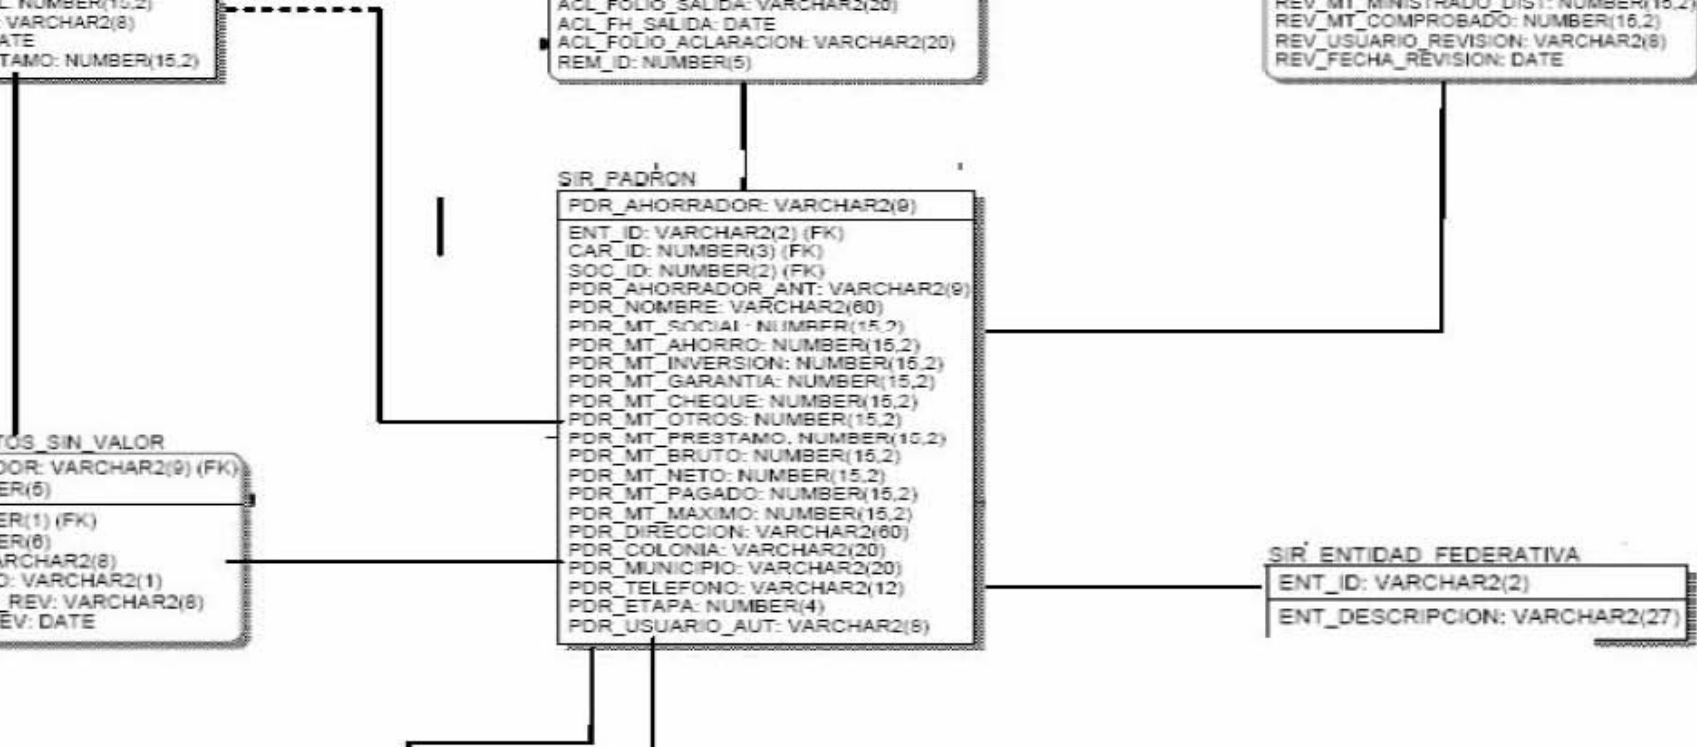 NUMBER(15,2)
VARCHAR2(8)
ATE
TAMO: NUMBER(15,2)
ACL_FOLIO_SALIDA: VARCHAR2(20)
ACL_FH_SALIDA: DATE
ACL_FOLIO_ACLARACION: VARCHAR2(20)
REM_ID: NUMBER(5)
REV_MT_MINISTRADO_DIST: NUMBER(15,2)
REV_MT_COMPROBADO: NUMBER(15,2)
REV_USUARIO_REVISION: VARCHAR2(8)
REV_FECHA_REVISION: DATE
SIR_PADRON
PDR_AHORRADOR: VARCHAR2(9)
ENT_ID: VARCHAR2(2) (FK)
CAR_ID: NUMBER(3) (FK)
SOC_ID: NUMBER(2) (FK)
PDR_AHORRADOR_ANT: VARCHAR2(9)
PDR_NOMBRE: VARCHAR2(60)
PDR_MT_SOCIAL: NUMBER(15,2)
PDR_MT_AHORRO: NUMBER(15,2)
PDR_MT_INVERSION: NUMBER(15,2)
PDR_MT_GARANTIA: NUMBER(15,2)
PDR_MT_CHEQUE: NUMBER(15,2)
PDR_MT_OTROS: NUMBER(15,2)
PDR_MT_PRESTAMO. NUMBER(15,2)
PDR_MT_BRUTO: NUMBER(15,2)
PDR_MT_NETO: NUMBER(15,2)
PDR_MT_PAGADO: NUMBER(15,2)
PDR_MT_MAXIMO: NUMBER(15,2)
PDR_DIRECCION: VARCHAR2(60)
PDR_COLONIA: VARCHAR2(20)
PDR_MUNICIPIO: VARCHAR2(20)
PDR_TELEFONO: VARCHAR2(12)
PDR_ETAPA: NUMBER(4)
PDR_USUARIO_AUT: VARCHAR2(8)
TOS_SIN_VALOR
DOR: VARCHAR2(9) (FK)
ER(5)
ER(1) (FK)
ER(6)
ARCHAR2(8)
O: VARCHAR2(1)
_REV: VARCHAR2(8)
EV: DATE
SIR_ENTIDAD_FEDERATIVA
ENT_ID: VARCHAR2(2)
ENT_DESCRIPCION: VARCHAR2(27)